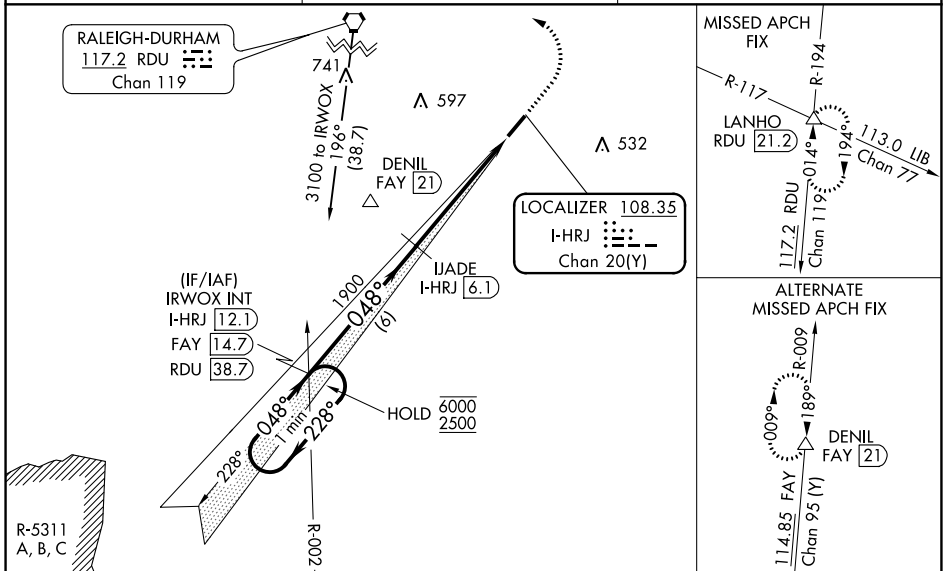 RALEIGH-DURHAM
117.2 RDU
Chan 119
741
597
532
3100 to IRWOX
196°
(38.7)
DENIL
FAY 21
LOCALIZER 108.35
I-HRJ
Chan 20(Y)
IJADE
I-HRJ 6.1
1900
048°
(6)
(IF/IAF)
IRWOX INT
I-HRJ 12.1
FAY 14.7
RDU 38.7
HOLD 6000
2500
048°
1 min
228°
228°
R-002
R-5311
A, B, C
MISSED APCH
FIX
R-194
R-117
LANHO
RDU 21.2
014°
194°
113.0 LIB
Chan 77
117.2 RDU
Chan 119
ALTERNATE
MISSED APCH FIX
R-009
009°
189°
DENIL
FAY 21
114.85 FAY
Chan 95 (Y)